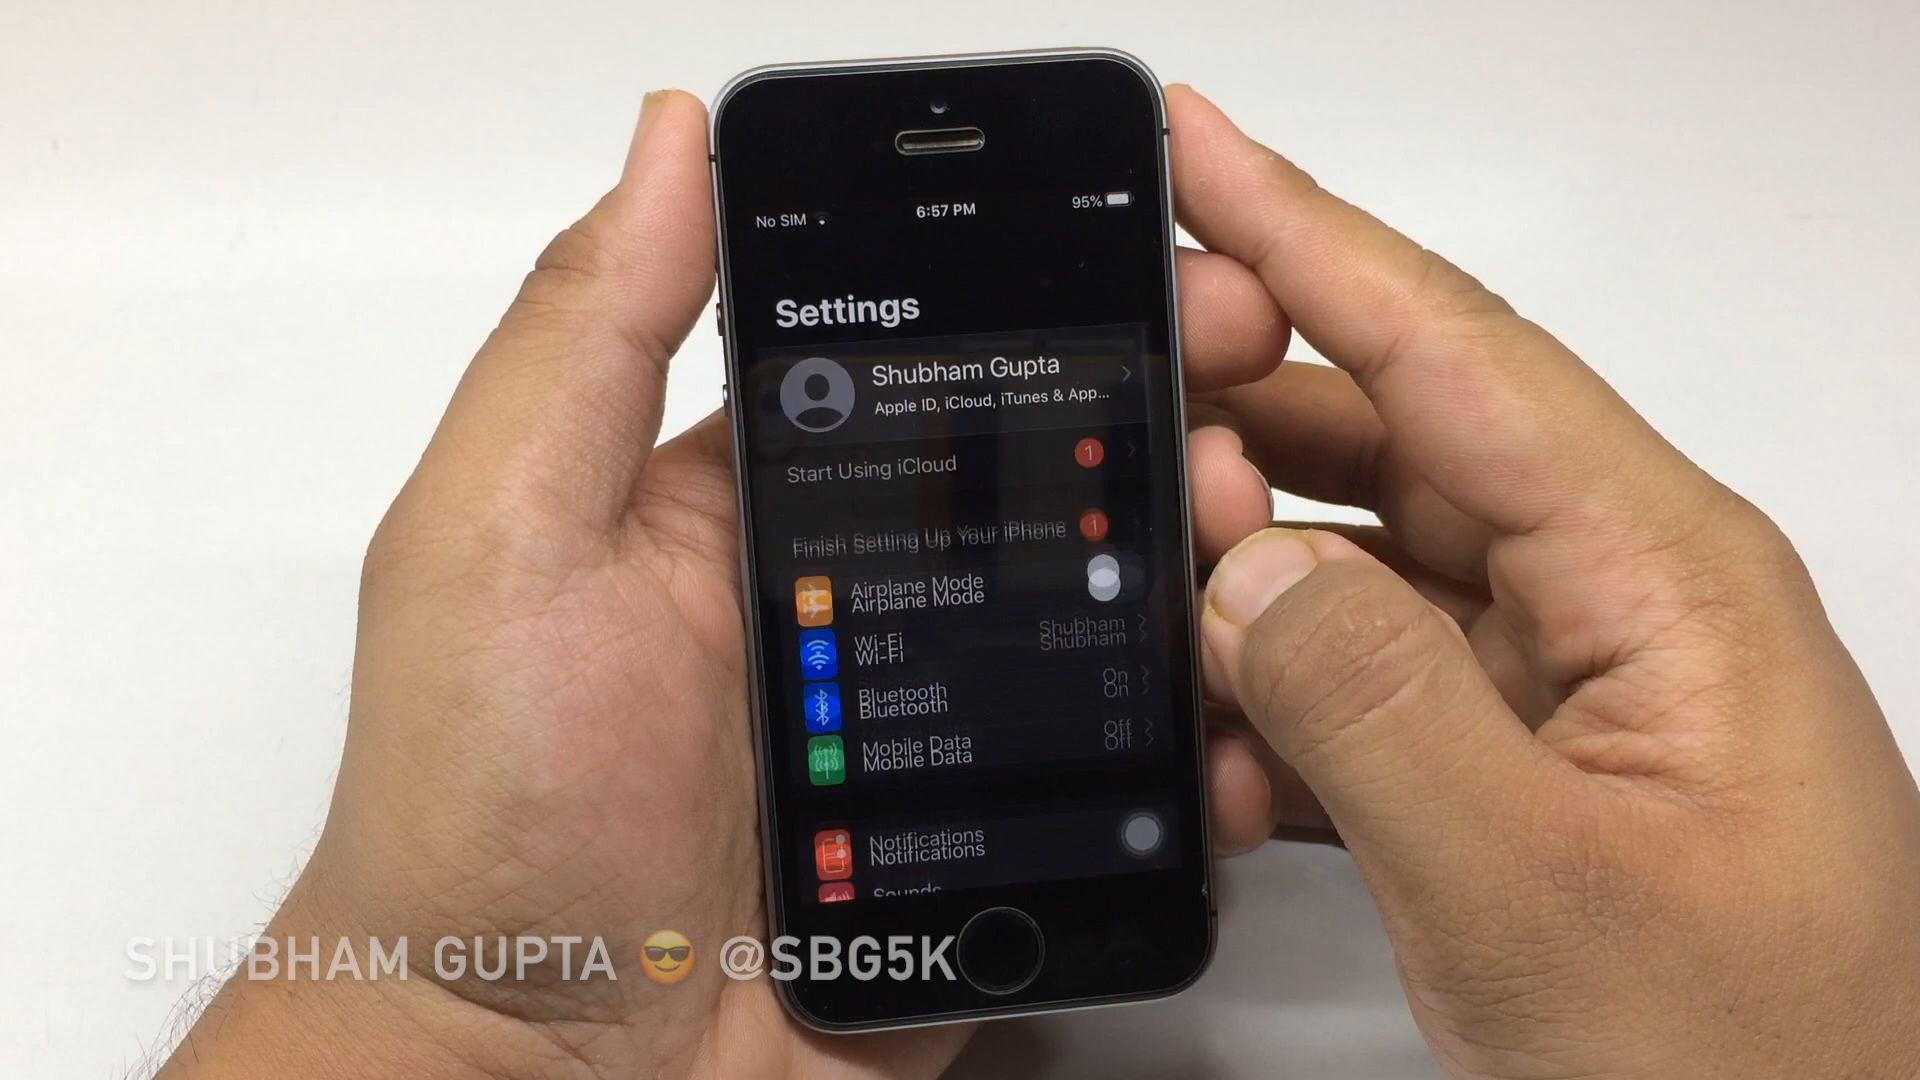 No SIM 6:57 PM 95%
Settings
Shubham Gupta
Apple ID, iCloud, iTunes & App...
Start Using iCloud 1
Finish Setting Up Your iPhone 1
Airplane Mode
Wi-Fi Shubham
Bluetooth On
Mobile Data Off
Notifications
Sounds
SHUBHAM GUPTA 😎 @SBG5K